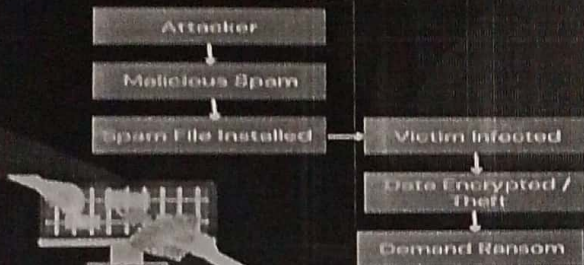 Attacker
Malicious Spam
Spam File Installed
Victim Infected
Data Encrypted /
Theft
Demand Ransom